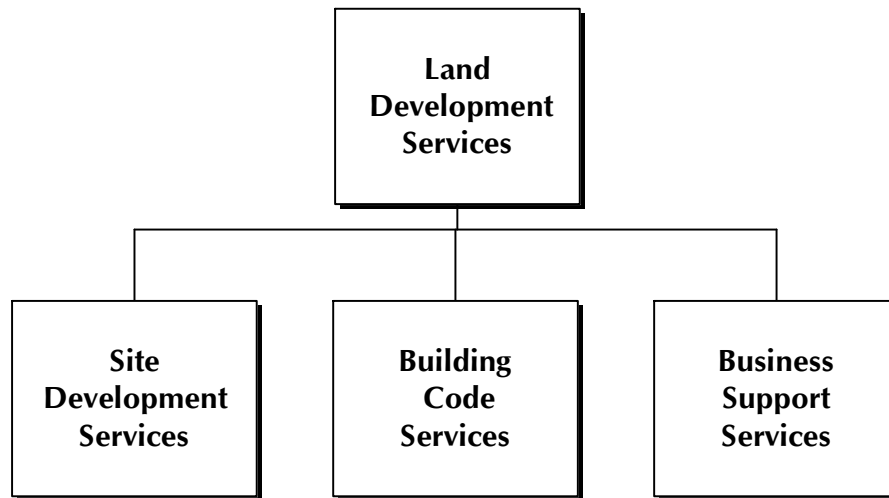 Land
Development
Services
Site
Development
Services
Building
Code
Services
Business
Support
Services